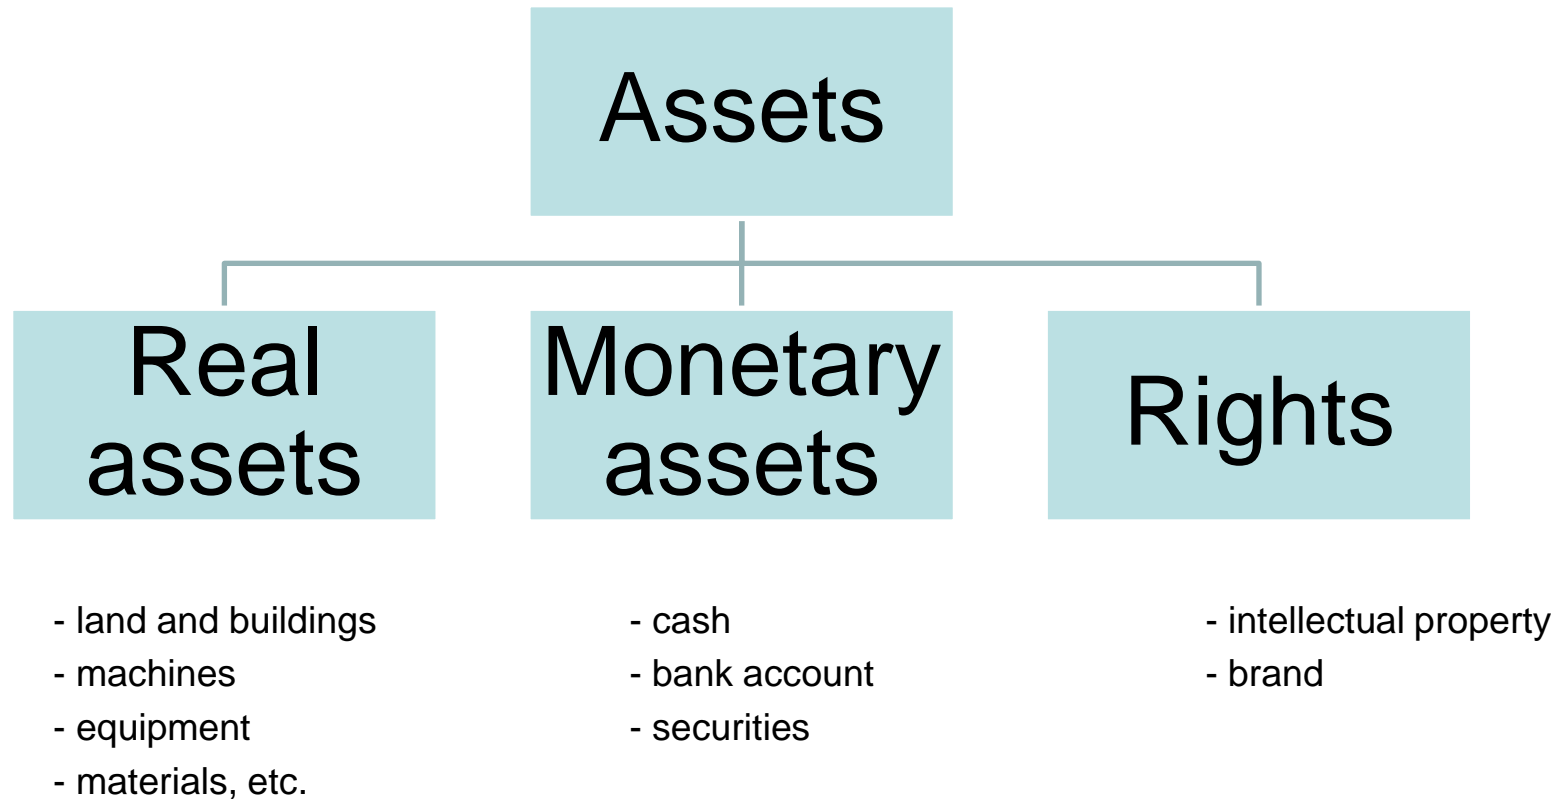 Assets
Real
assets
Monetary
assets
Rights
- land and buildings
- machines
- equipment
- materials, etc.
- cash
- bank account
- securities
- intellectual property
- brand